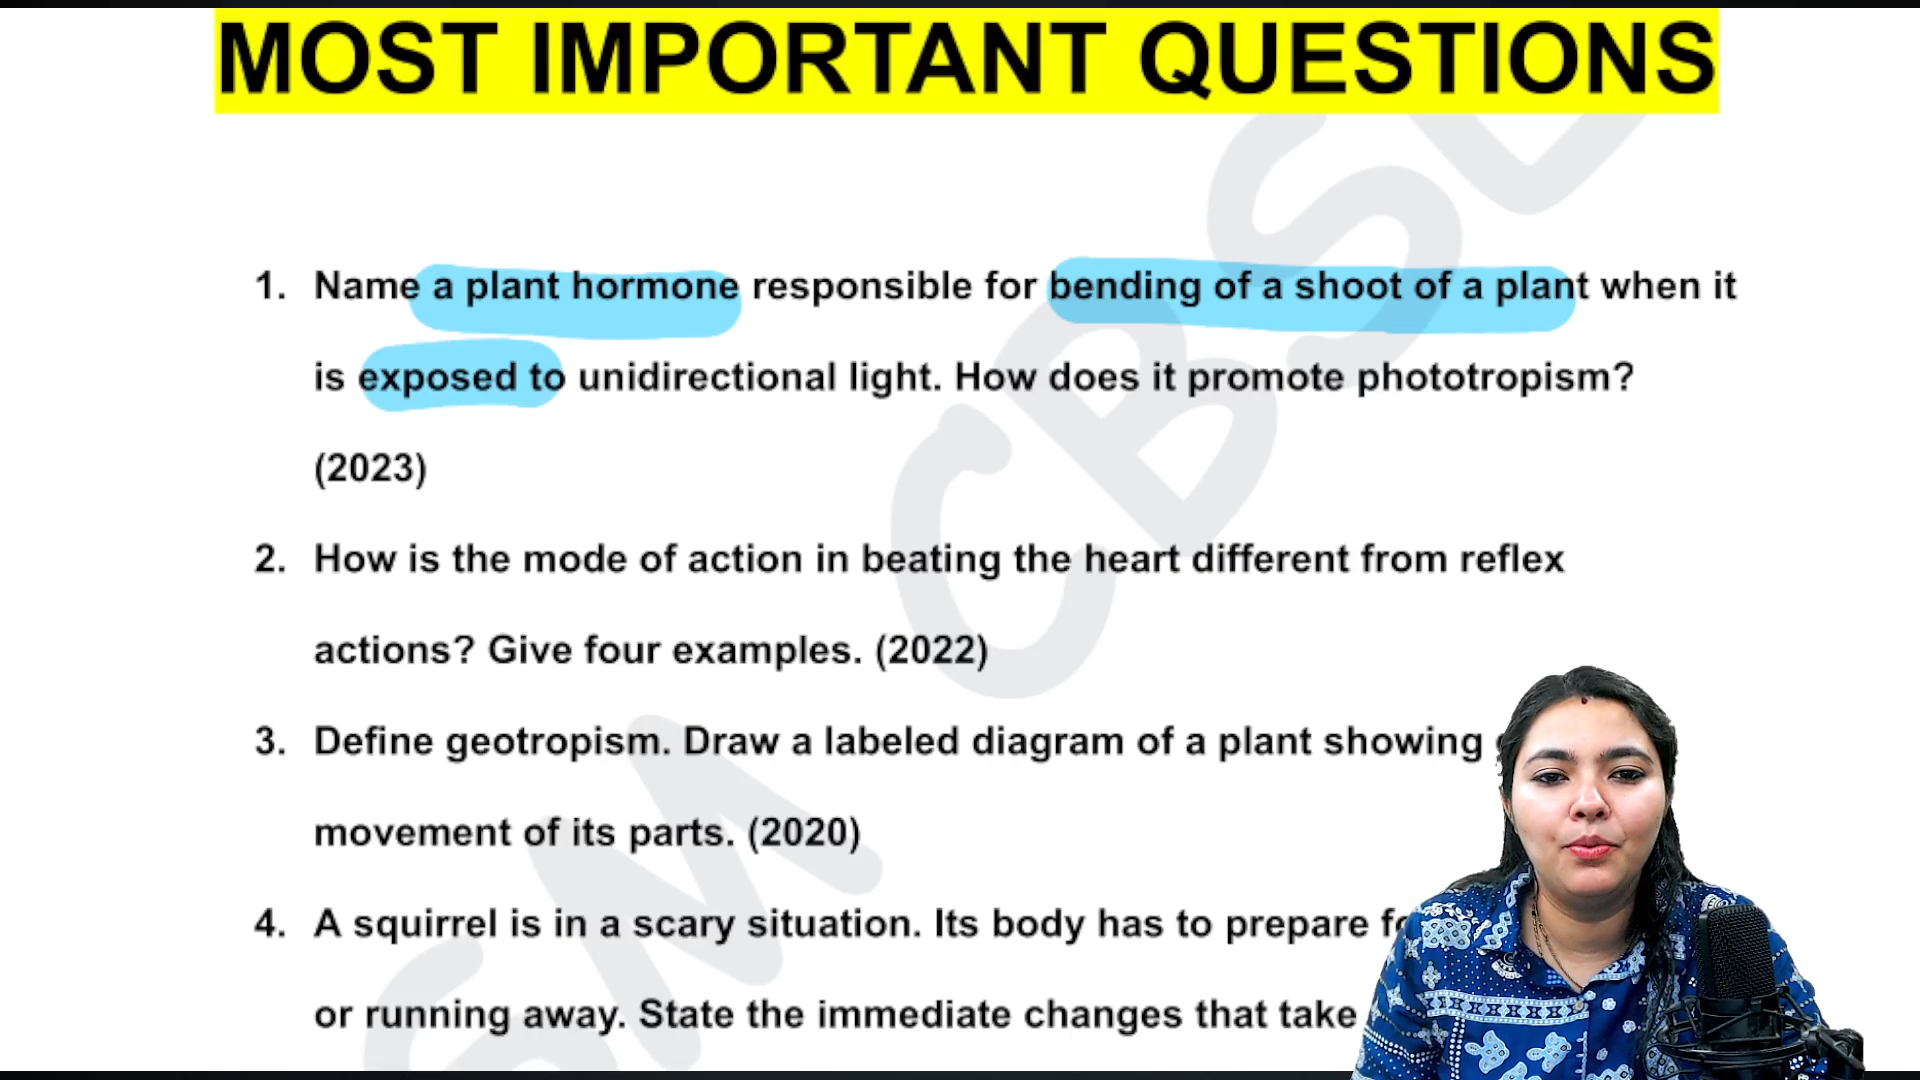 MOST IMPORTANT QUESTIONS
1. Name a plant hormone responsible for bending of a shoot of a plant when it
is exposed to unidirectional light. How does it promote phototropism?
(2023)
2. How is the mode of action in beating the heart different from reflex
actions? Give four examples. (2022)
3. Define geotropism. Draw a labeled diagram of a plant showing
movement of its parts. (2020)
4. A squirrel is in a scary situation. Its body has to prepare
or running away. State the immediate changes that take
SM CBSE